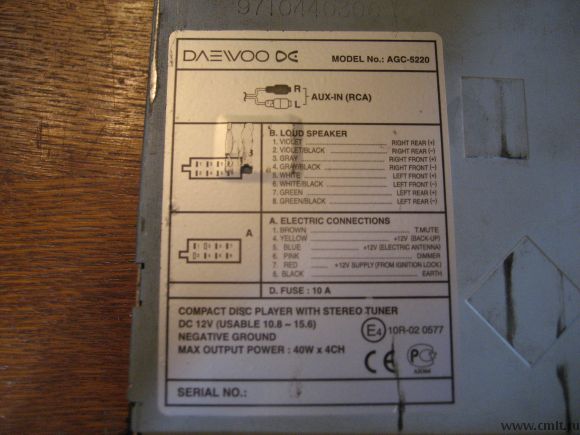 9710440306
DAEWOO DE MODEL No.: AGC-5220
R
L
AUX-IN (RCA)
B. LOUD SPEAKER
1. VIOLET RIGHT REAR (+)
2. VIOLET/BLACK RIGHT REAR (-)
3. GRAY RIGHT FRONT (+)
4. GRAY/BLACK RIGHT FRONT (-)
5. WHITE LEFT FRONT (+)
6. WHITE/BLACK LEFT FRONT (-)
7. GREEN LEFT REAR (+)
8. GREEN/BLACK LEFT REAR (-)
A
A. ELECTRIC CONNECTIONS
1. BROWN T.MUTE
4. YELLOW +12V (BACK-UP)
5. BLUE +12V (ELECTRIC ANTENNA)
6. PINK DIMMER
7. RED +12V SUPPLY (FROM IGNITION LOCK)
8. BLACK EARTH
D. FUSE : 10 A
COMPACT DISC PLAYER WITH STEREO TUNER
DC 12V (USABLE 10.8 ~ 15.6)
NEGATIVE GROUND
MAX OUTPUT POWER : 40W x 4CH
E4 10R-02 0577
CE
SERIAL NO.:
www.cmlt.ru